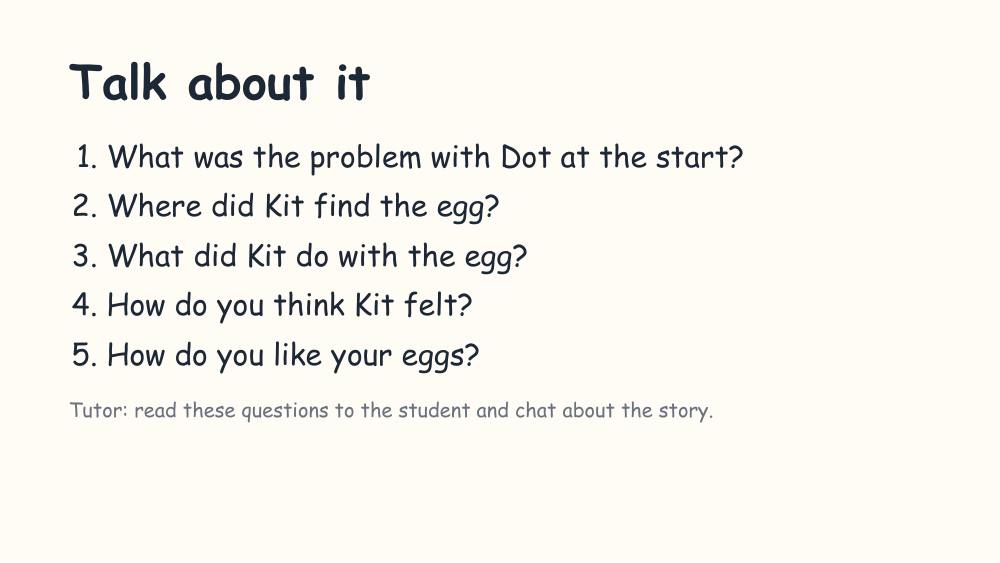 Talk about it
1. What was the problem with Dot at the start?
2. Where did Kit find the egg?
3. What did Kit do with the egg?
4. How do you think Kit felt?
5. How do you like your eggs?
Tutor: read these questions to the student and chat about the story.